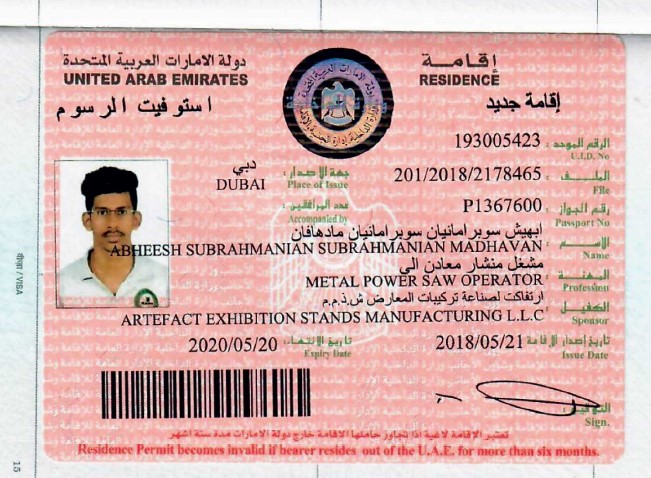 دولة الامارات العربية المتحدة
UNITED ARAB EMIRATES
إقامة
RESIDENCE
استوفيت الرسوم
إقامة جديد
193005423 الرقم الموحد :
U.I.D. No
دبي جهة الإصدار :
DUBAI Place of Issue
201/2018/2178465 الملف :
File
عدد المرافقين :
Accompanied by
P1367600 رقم الجواز :
Passport No
ابهيش سوبرامانيان سوبرامانيان مادهافان
ABHEESH SUBRAHMANIAN SUBRAHMANIAN MADHAVAN الاسم :
Name
مشغل منشار معادن الي
METAL POWER SAW OPERATOR المهنة :
Profession
ارتفاكت لصناعة تركيبات المعارض ش.ذ.م.م
ARTEFACT EXHIBITION STANDS MANUFACTURING L.L.C الكفيل :
Sponsor
2020/05/20 تاريخ الانتهاء :
Expiry Date
2018/05/21 تاريخ إصدار الإقامة
Issue Date
التوقيع :
Sign.
تعتبر الاقامة لاغية اذا تجاوز حاملها الاقامة خارج دولة الامارات مدة ستة اشهر
Residence Permit becomes invalid if bearer resides out of the U.A.E. for more than six months.
वीज़ा / VISA
15